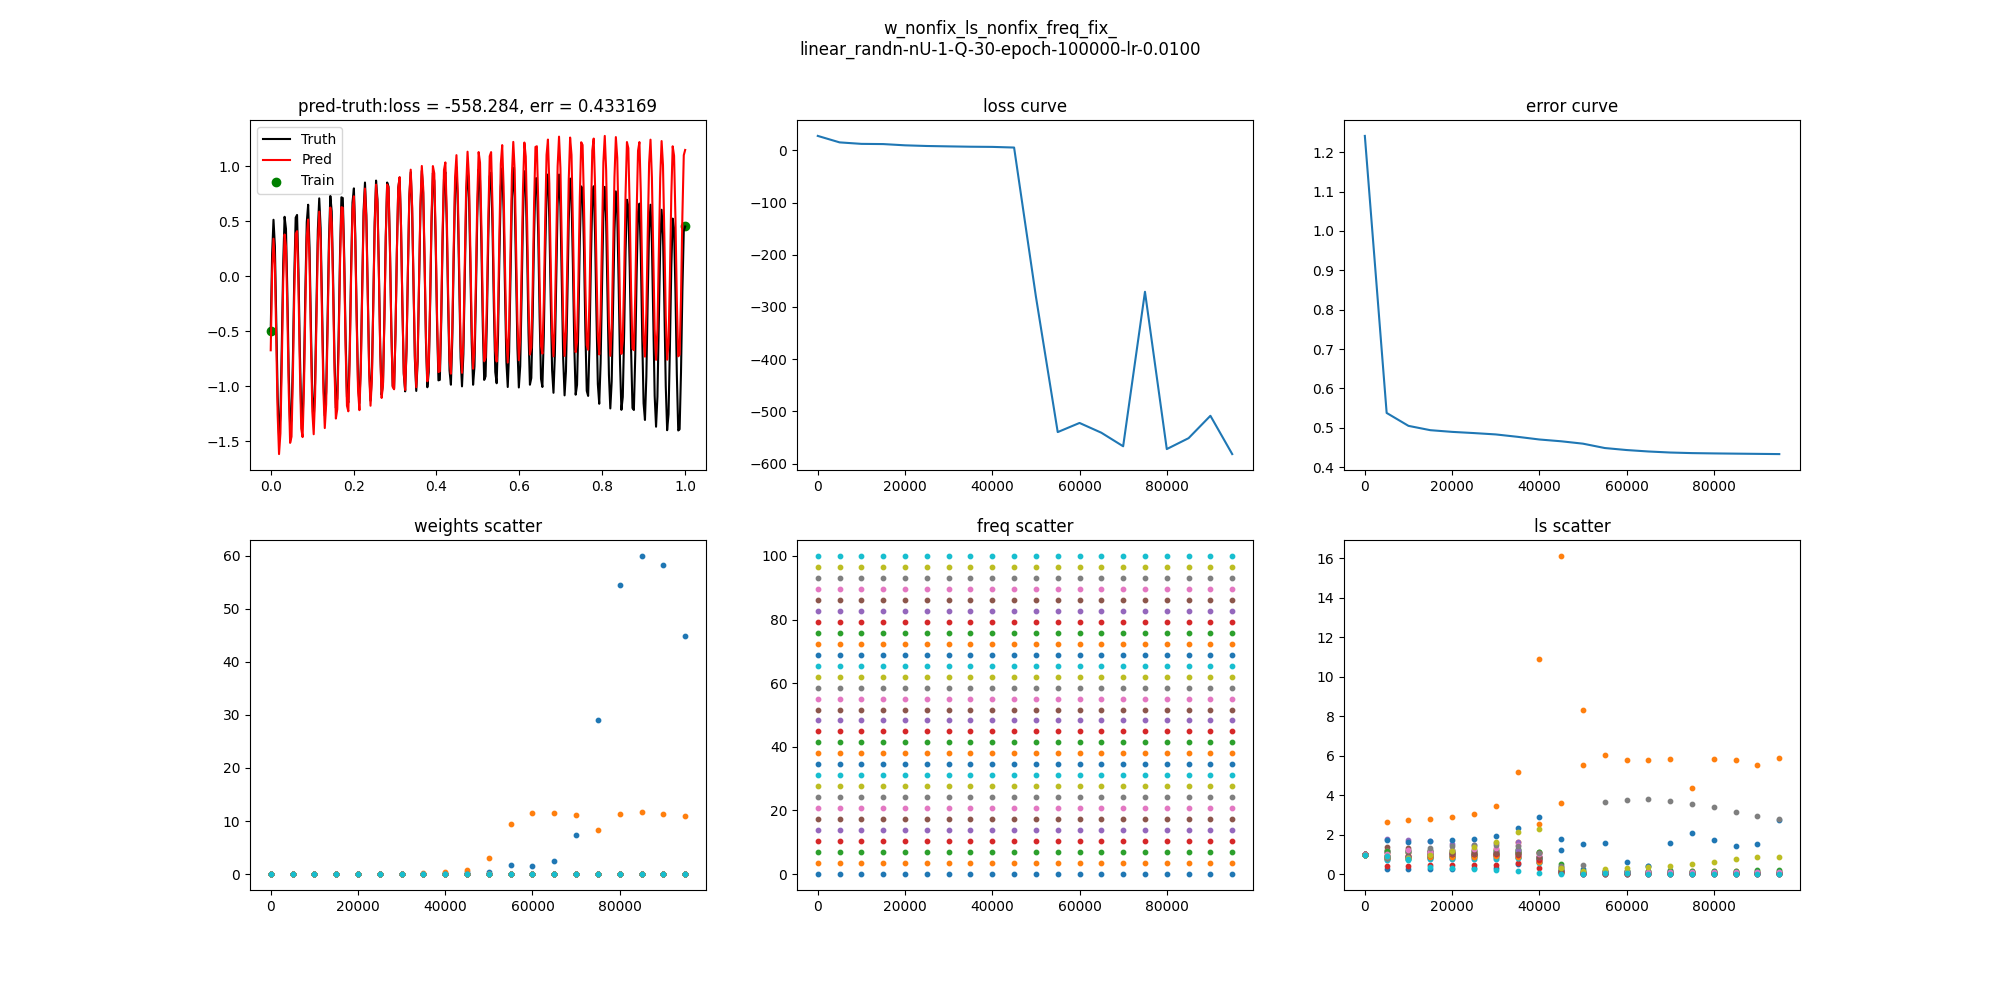 w_nonfix_ls_nonfix_freq_fix_
linear_randn-nU-1-Q-30-epoch-100000-lr-0.0100
pred-truth:loss = -558.284, err = 0.433169
Truth
Pred
Train
1.0
0.5
0.0
−0.5
−1.0
−1.5
0.0 0.2 0.4 0.6 0.8 1.0
loss curve
0
−100
−200
−300
−400
−500
−600
0 20000 40000 60000 80000
error curve
1.2
1.1
1.0
0.9
0.8
0.7
0.6
0.5
0.4
0 20000 40000 60000 80000
weights scatter
60
50
40
30
20
10
0
0 20000 40000 60000 80000
freq scatter
100
80
60
40
20
0
0 20000 40000 60000 80000
ls scatter
16
14
12
10
8
6
4
2
0
0 20000 40000 60000 80000